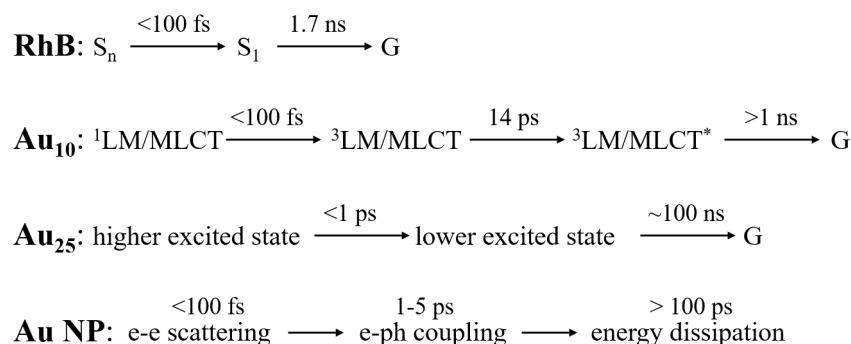 <100 fs 1.7 ns
RhB: Sn S1 G
<100 fs 14 ps >1 ns
Au10: 1LM/MLCT 3LM/MLCT 3LM/MLCT* G
<1 ps ~100 ns
Au25: higher excited state lower excited state G
<100 fs 1-5 ps > 100 ps
Au NP: e-e scattering e-ph coupling energy dissipation